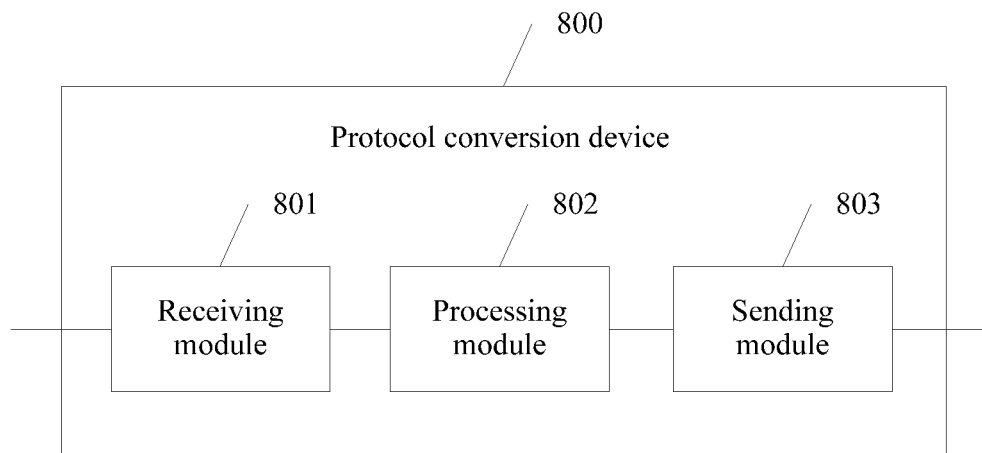 800
Protocol conversion device
801
802
803
Receiving
module
Processing
module
Sending
module